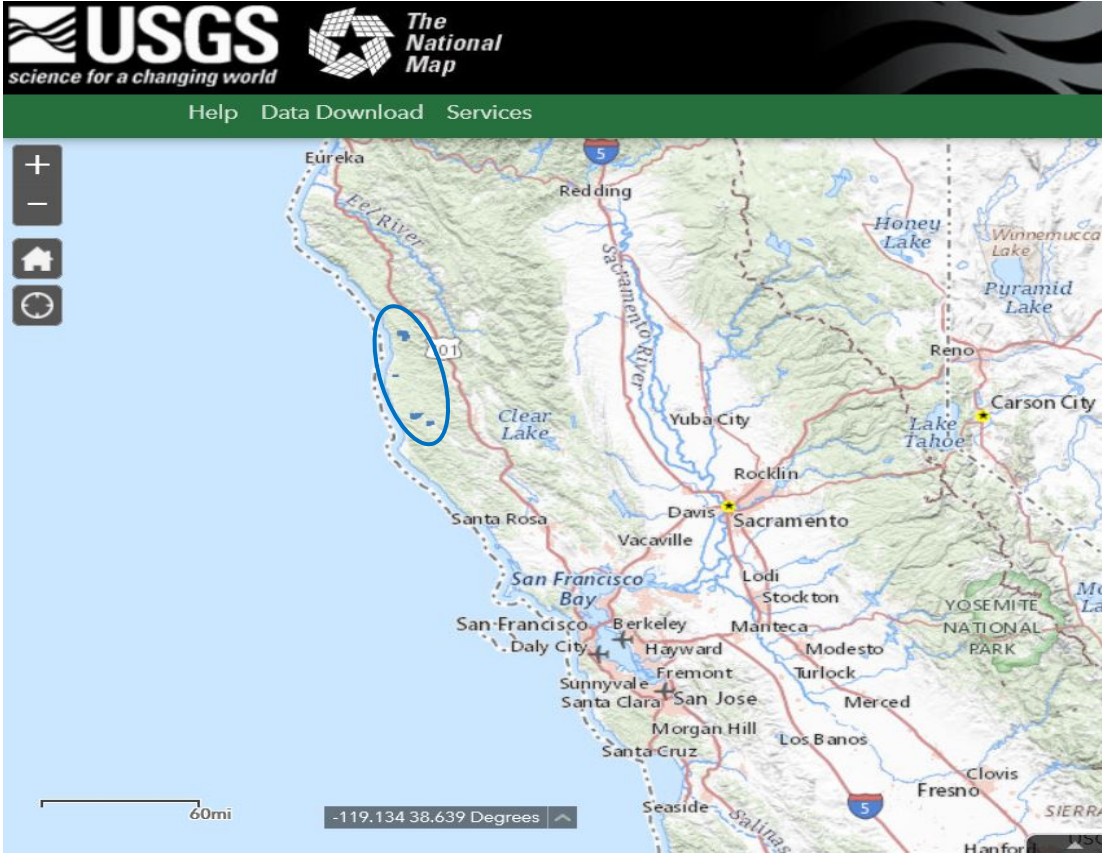 USGS
science for a changing world
The
National
Map
Help Data Download Services
+
−
Eureka
5
Redding
Eel River
Honey
Lake
Winnemucca
Lake
Sacramento River
Pyramid
Lake
101
Reno
Carson City
Clear
Lake
Yuba City
Lake
Tahoe
Rocklin
Santa Rosa
Davis
Sacramento
Vacaville
San Francisco
Bay
Lodi
Stockton
YOSEMITE
NATIONAL
PARK
San Francisco
Berkeley
Manteca
Daly City
Hayward
Modesto
Fremont
Turlock
Sunnyvale
Santa Clara
San Jose
Merced
Morgan Hill
Los Banos
Santa Cruz
Clovis
Fresno
60mi
-119.134 38.639 Degrees
Seaside
Salinas
5
SIERRA
Hanford